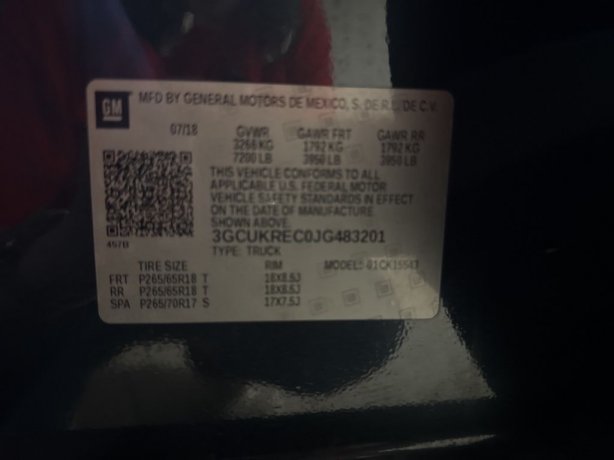 GM MFD BY GENERAL MOTORS DE MEXICO, S. DE R.L. DE C.V.
07/18 GVWR GAWR FRT GAWR RR
3266 KG 1792 KG 1792 KG
7200 LB 3950 LB 3950 LB
THIS VEHICLE CONFORMS TO ALL
APPLICABLE U.S. FEDERAL MOTOR
VEHICLE SAFETY STANDARDS IN EFFECT
ON THE DATE OF MANUFACTURE
SHOWN ABOVE.
3GCUKREC0JG483201
TYPE: TRUCK
TIRE SIZE RIM MODEL:
FRT P265/65R18 T 18X8.5J
RR P265/65R18 T 18X8.5J
SPA P265/70R17 S 17X7.5J